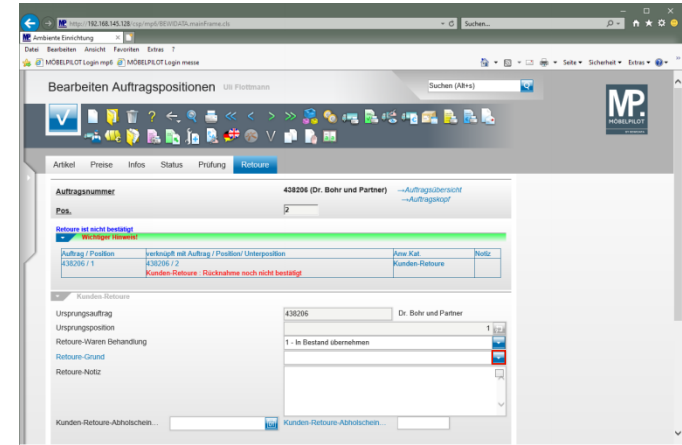 http://192.168.145.128/csp/mp6/BEWIDATA.mainFrame.cls
Suchen...
Ambiente Einrichtung
Datei Bearbeiten Ansicht Favoriten Extras ?
MÖBELPILOT Login mp6 MÖBELPILOT Login messe
Seite Sicherheit Extras
Bearbeiten Auftragspositionen Uli Flottmann
Suchen (Alt+s)
MP.
MÖBELPILOT
Artikel Preise Infos Status Prüfung Retoure
Auftragsnummer 438206 (Dr. Bohr und Partner) →Auftragsübersicht
→Auftragskopf
Pos. 2
Retoure ist nicht bestätigt
Wichtiger Hinweis!
Auftrag / Position verknüpft mit Auftrag / Position/ Unterposition Anw.Kat. Notiz
438206 / 1 438206 / 2 Kunden-Retoure
Kunden-Retoure : Rücknahme noch nicht bestätigt
Kunden-Retoure
Ursprungsauftrag 438206 Dr. Bohr und Partner
Ursprungsposition 1
Retoure-Waren Behandlung 1 - In Bestand übernehmen
Retoure-Grund
Retoure-Notiz
Kunden-Retoure-Abholschein... Kunden-Retoure-Abholschein...